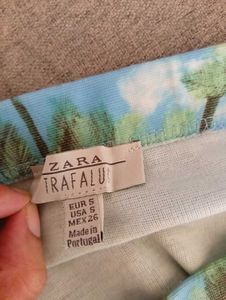 ZARA
TRAFALU
EUR S
USA S
MEX 26
Made in
Portugal